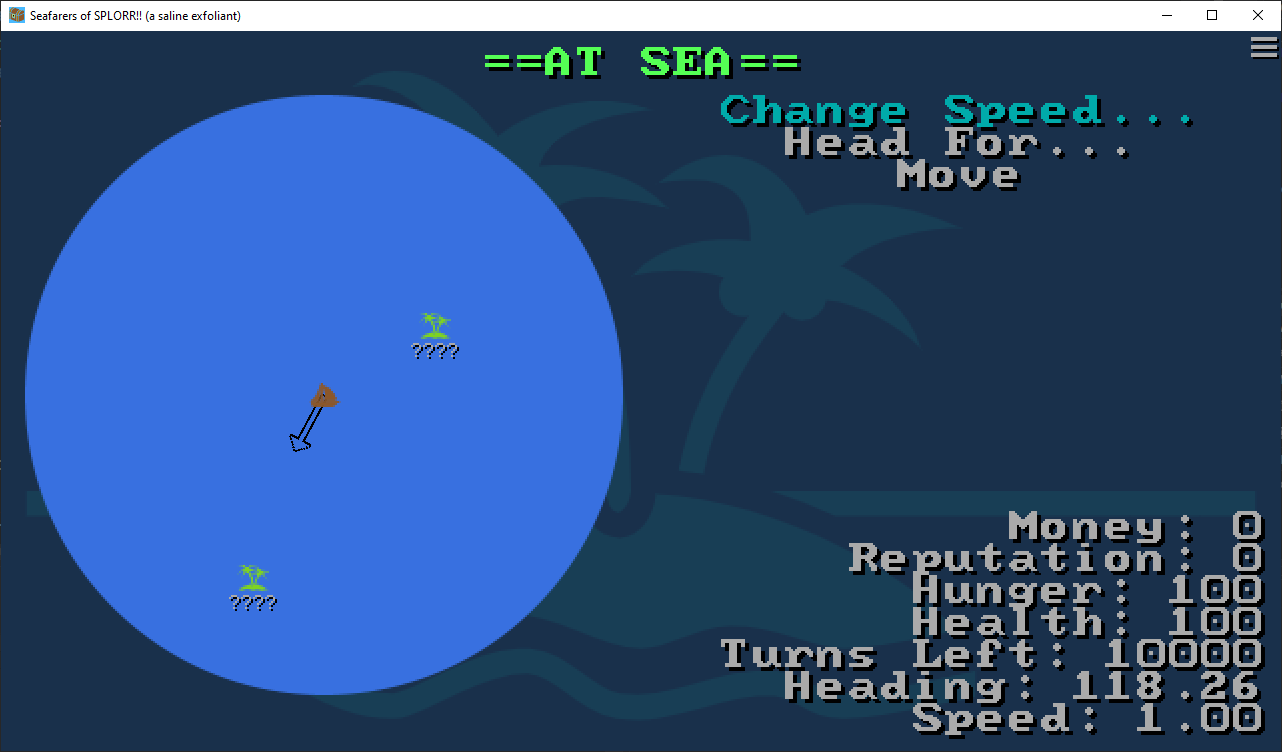 Seafarers of SPLORR!! (a saline exfoliant)
==AT SEA==
Change Speed...
Head For...
Move
????
????
Money: 0
Reputation: 0
Hunger: 100
Health: 100
Turns Left: 10000
Heading: 118.26
Speed: 1.00